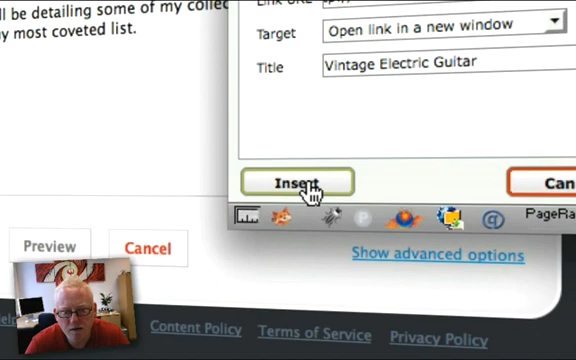 ll be detailing some of my collec
y most coveted list.
Target
Open link in a new window
Title
Vintage Electric Guitar
Insert
Can
PageRa
Preview
Cancel
Show advanced options
Content Policy
Terms of Service
Privacy Policy